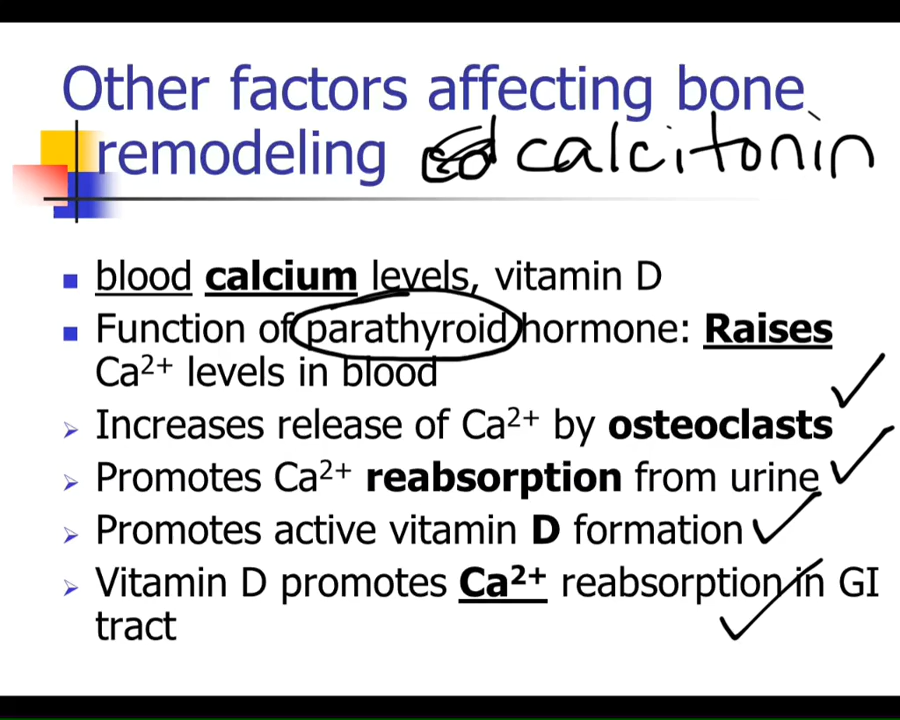 Other factors affecting bone
remodeling calcitonin
blood calcium levels, vitamin D
Function of parathyroid hormone: Raises
Ca²⁺ levels in blood
Increases release of Ca²⁺ by osteoclasts
Promotes Ca²⁺ reabsorption from urine
Promotes active vitamin D formation
Vitamin D promotes Ca²⁺ reabsorption in GI
tract